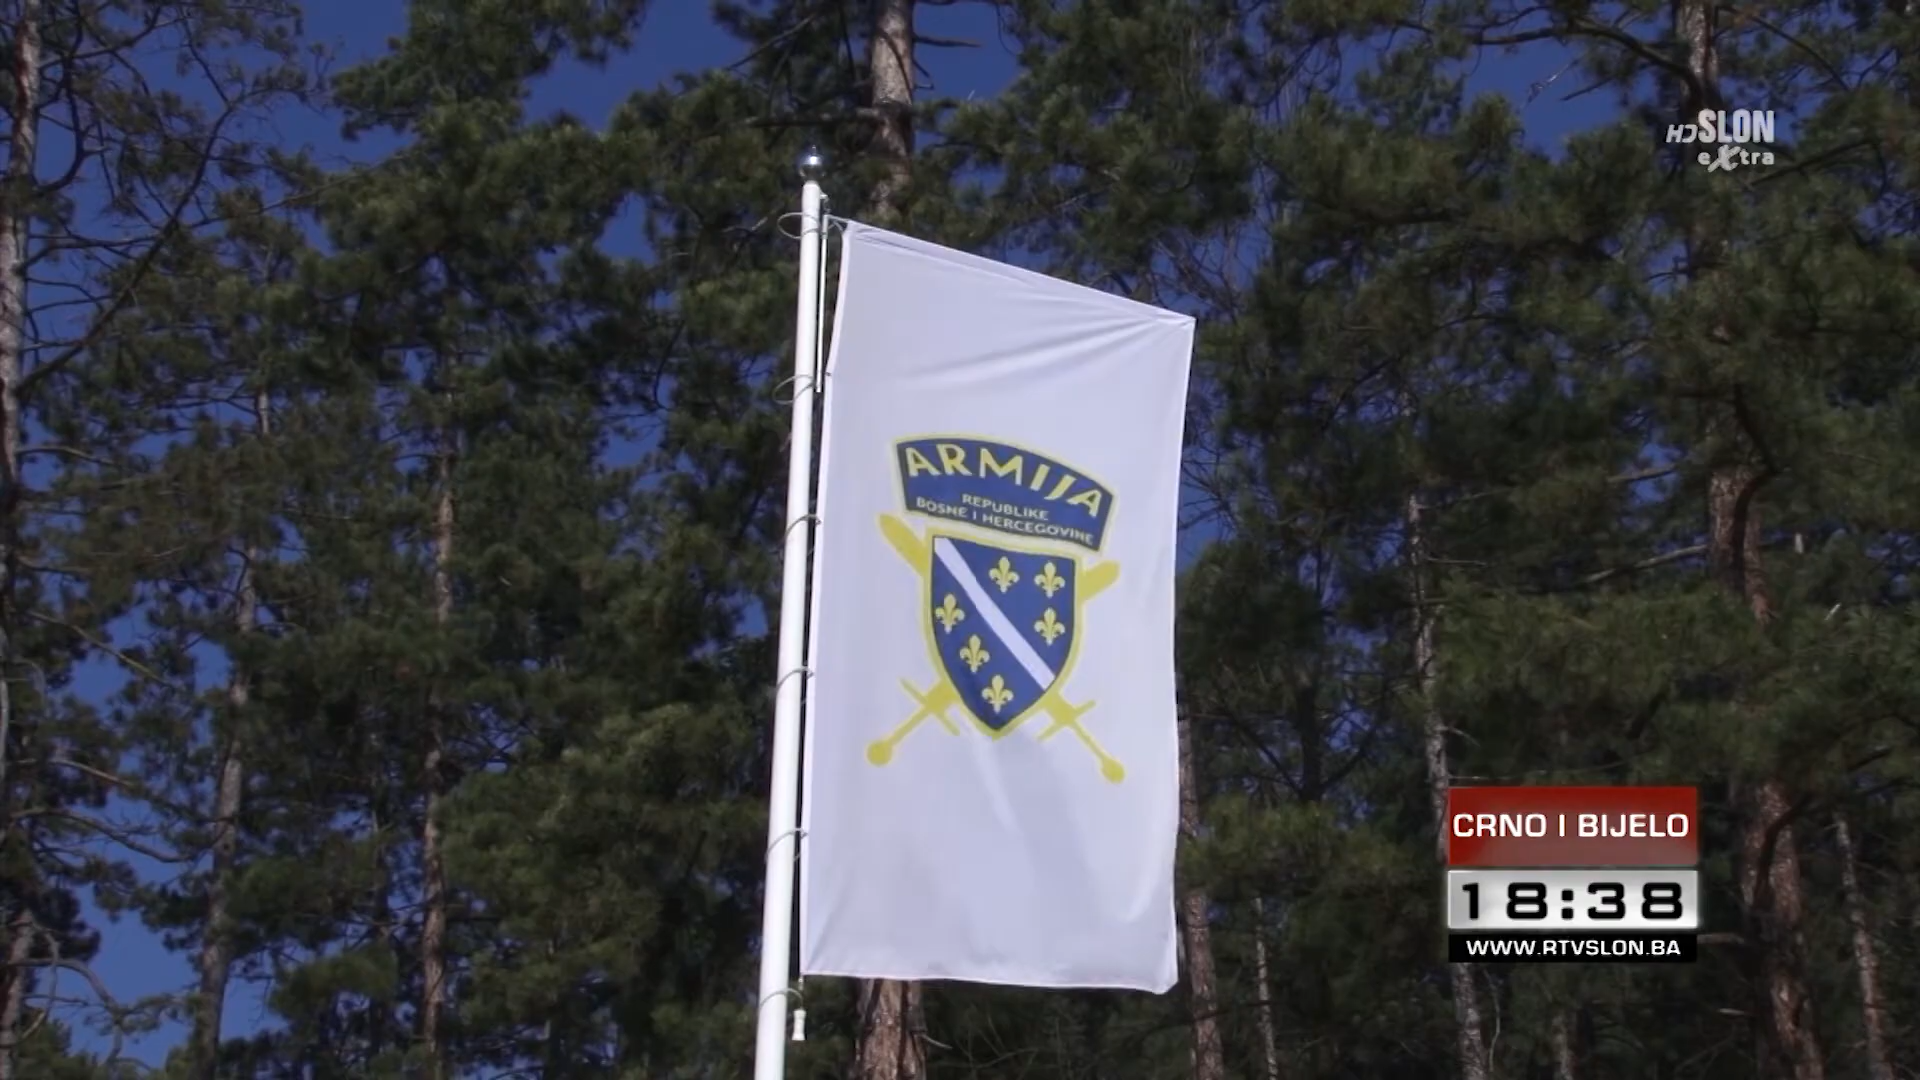 HD SLON
eXtra
ARMIJA
REPUBLIKE
BOSNE I HERCEGOVINE
CRNO I BIJELO
18:38
WWW.RTVSLON.BA